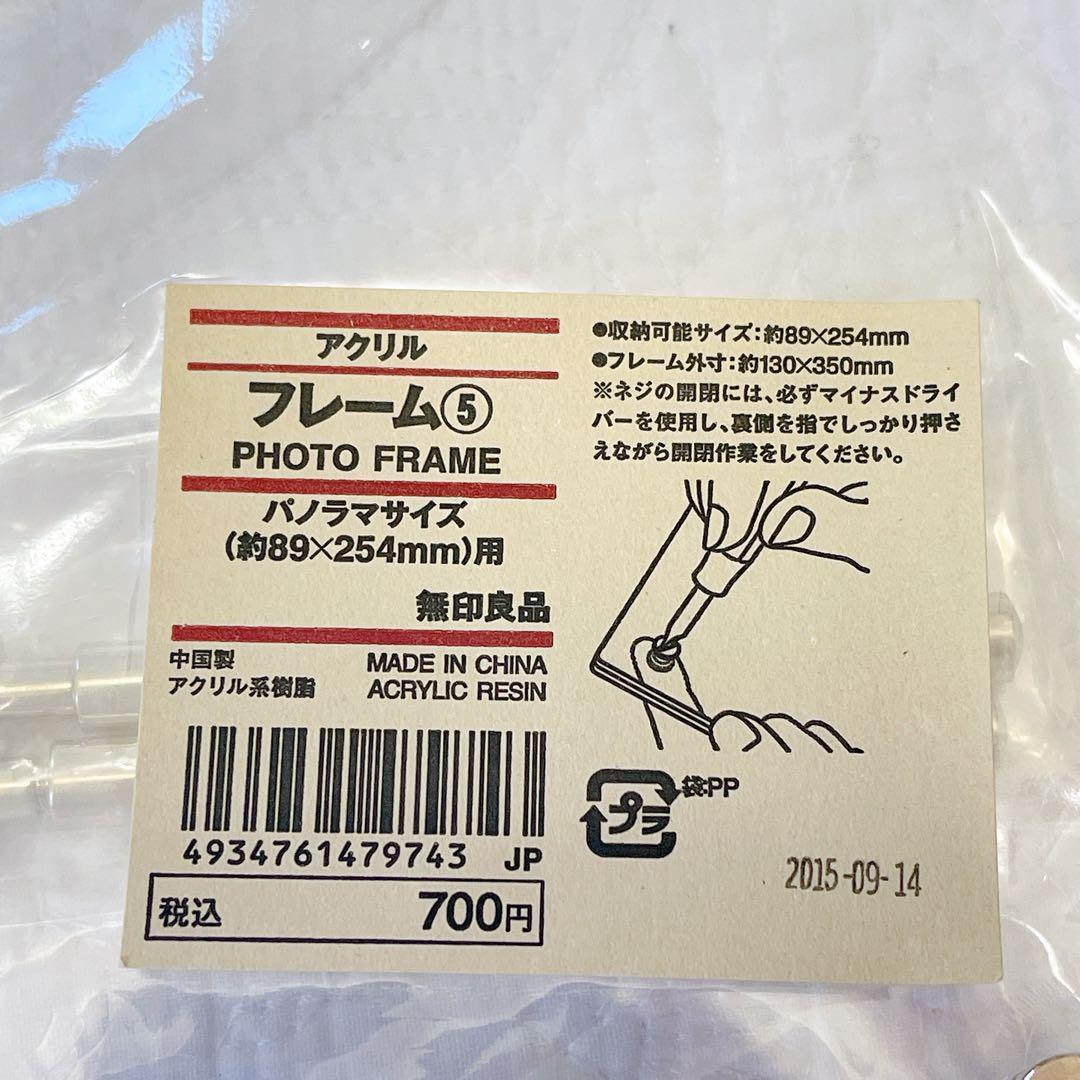 アクリル
フレーム⑤
PHOTO FRAME
パノラマサイズ
(約89×254mm)用
無印良品
中国製 MADE IN CHINA
アクリル系樹脂 ACRYLIC RESIN
4934761479743 JP
税込 700円
●収納可能サイズ:約89×254mm
●フレーム外寸:約130×350mm
※ネジの開閉には、必ずマイナスドライ
バーを使用し、裏側を指でしっかり押さ
えながら開閉作業をしてください。
プラ 袋:PP
2015-09-14